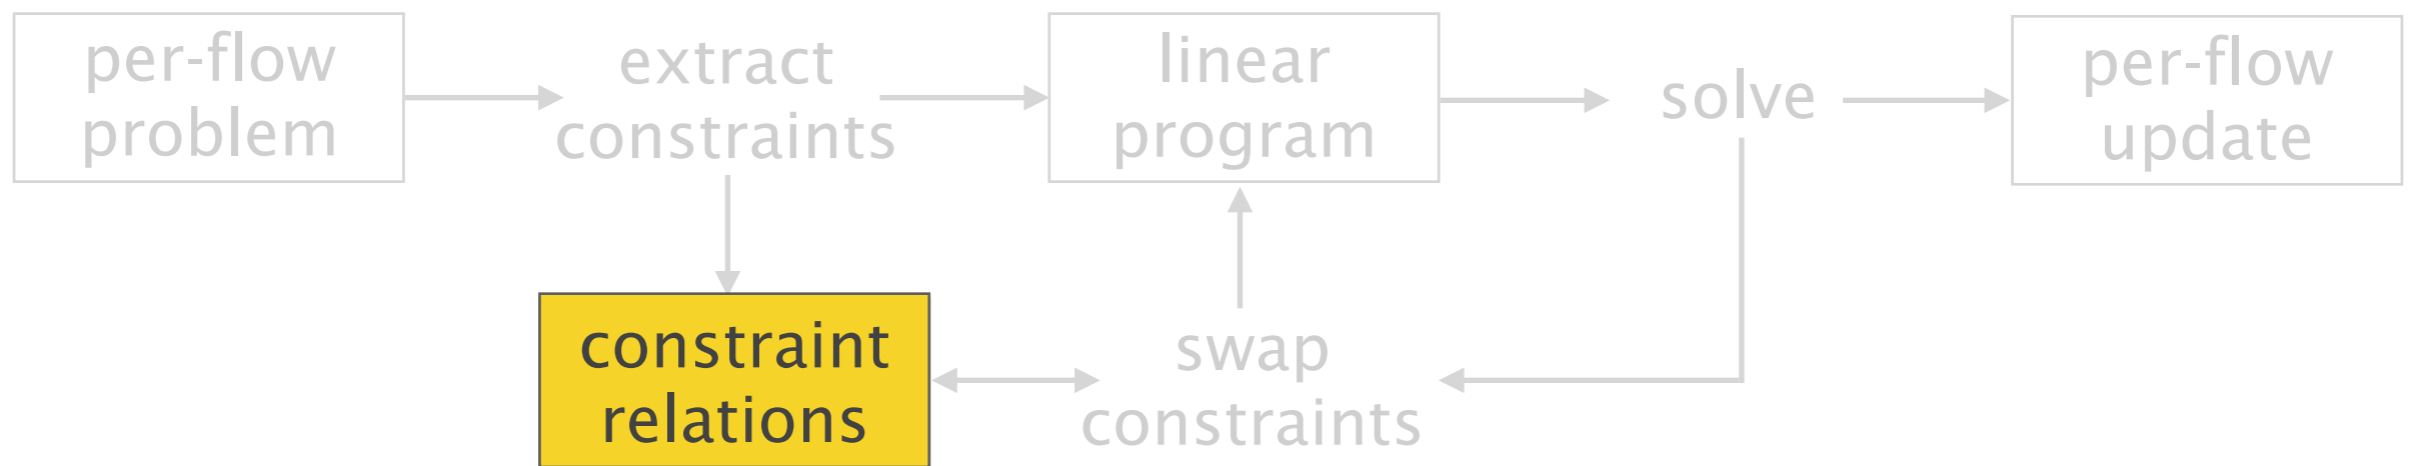 per-flow
problem
extract
constraints
linear
program
solve
per-flow
update
constraint
relations
swap
constraints